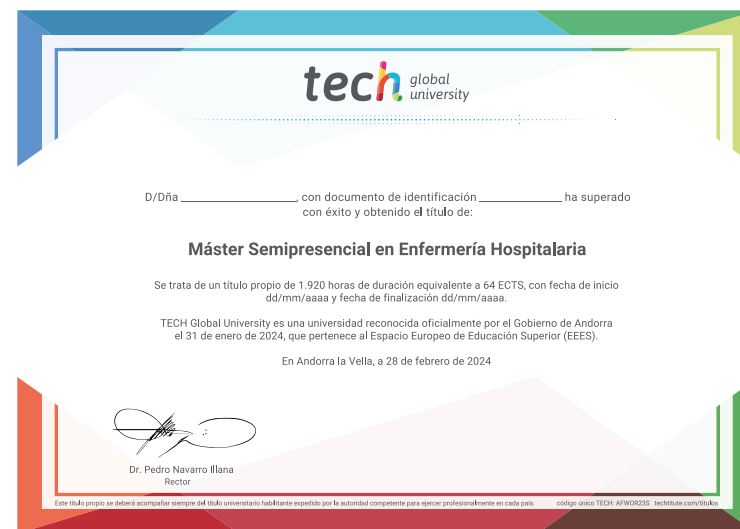 tech global
university
D/Dña ______________________, con documento de identificación ________________ ha superado
con éxito y obtenido el título de:
Máster Semipresencial en Enfermería Hospitalaria
Se trata de un título propio de 1.920 horas de duración equivalente a 64 ECTS, con fecha de inicio
dd/mm/aaaa y fecha de finalización dd/mm/aaaa.
TECH Global University es una universidad reconocida oficialmente por el Gobierno de Andorra
el 31 de enero de 2024, que pertenece al Espacio Europeo de Educación Superior (EEES).
En Andorra la Vella, a 28 de febrero de 2024
Dr. Pedro Navarro Illana
Rector
Este título propio se deberá acompañar siempre del título universitario habilitante expedido por la autoridad competente para ejercer profesionalmente en cada país. código único TECH: AFWOR23S techtitute.com/titulos